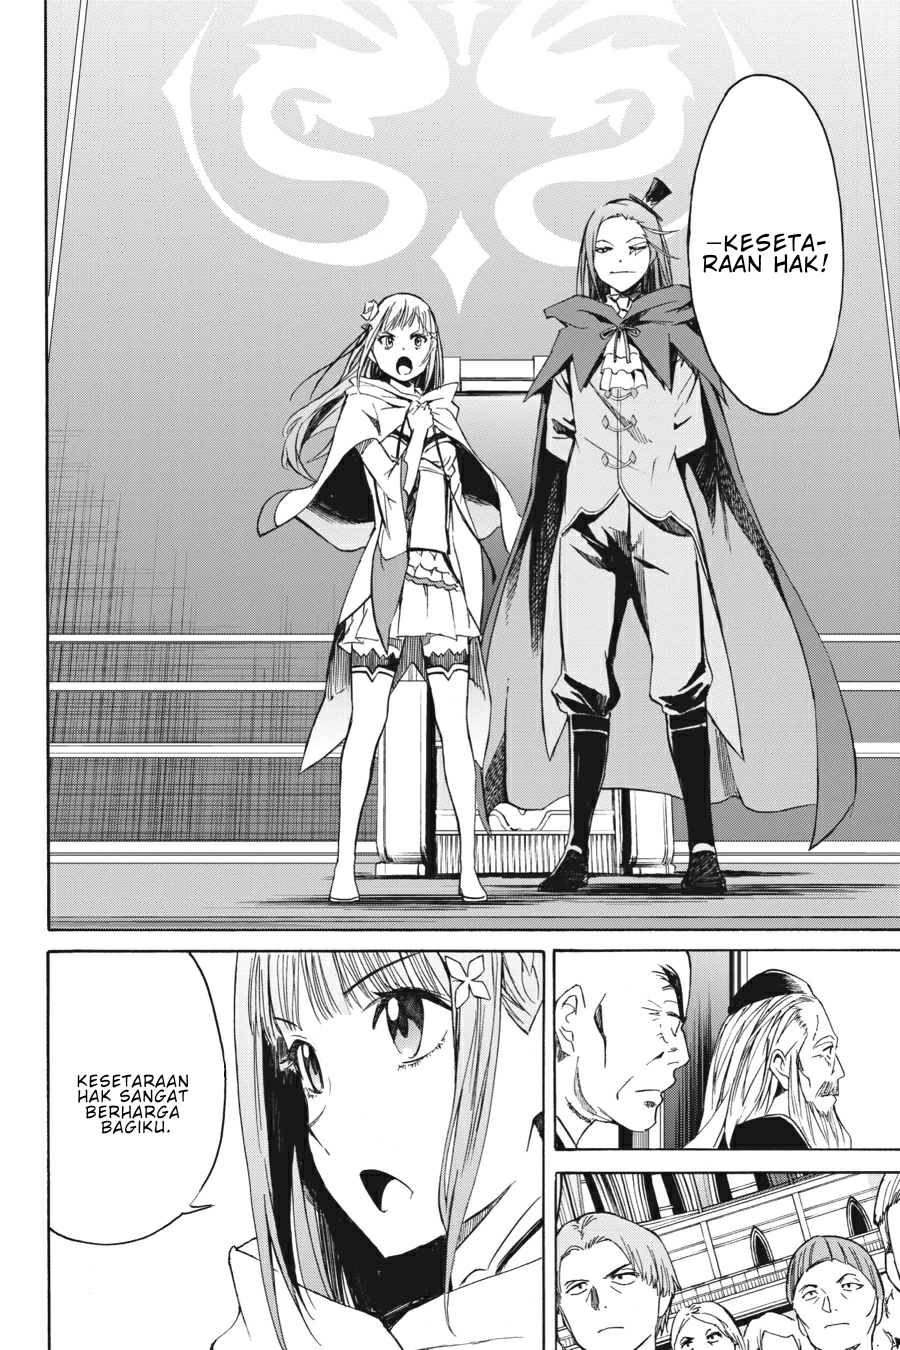 —KESETA-
RAAN HAK!
KESETARAAN
HAK SANGAT
BERHARGA
BAGIKU.